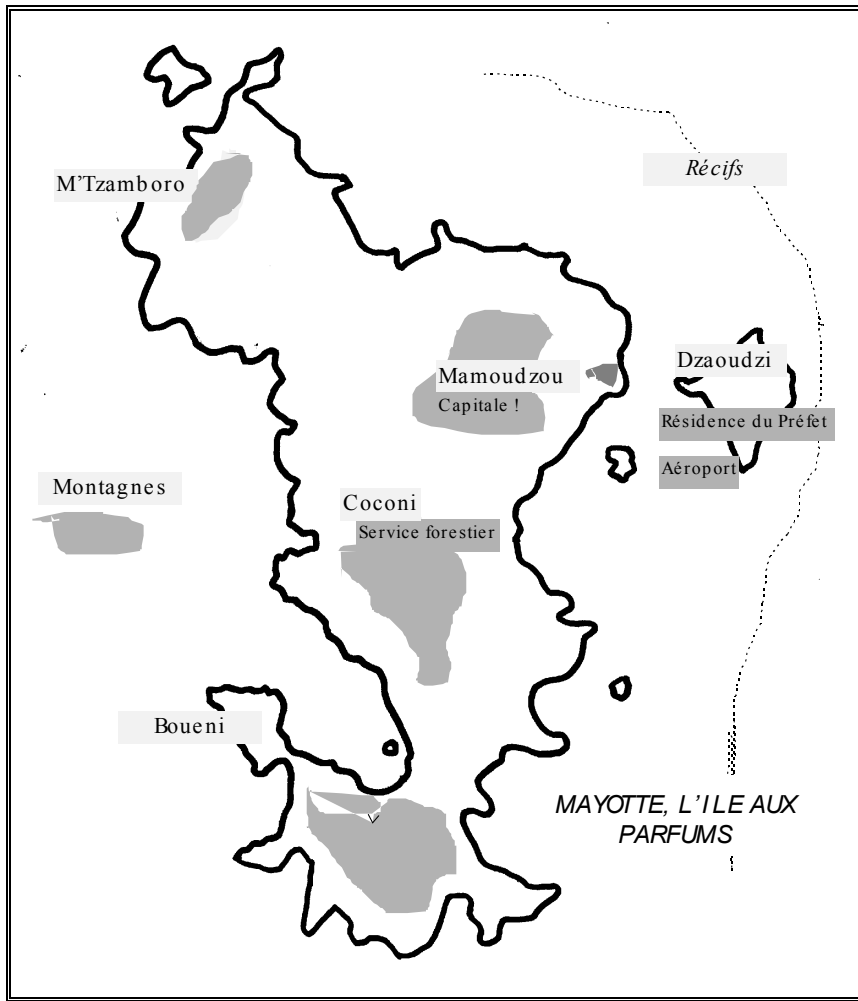 Récifs
M'Tzamboro
Dzaoudzi
Mamoudzou
Capitale !
Résidence du Préfet
Aéroport
Montagnes
Coconi
Service forestier
Boueni
MAYOTTE, L'ILE AUX
PARFUMS